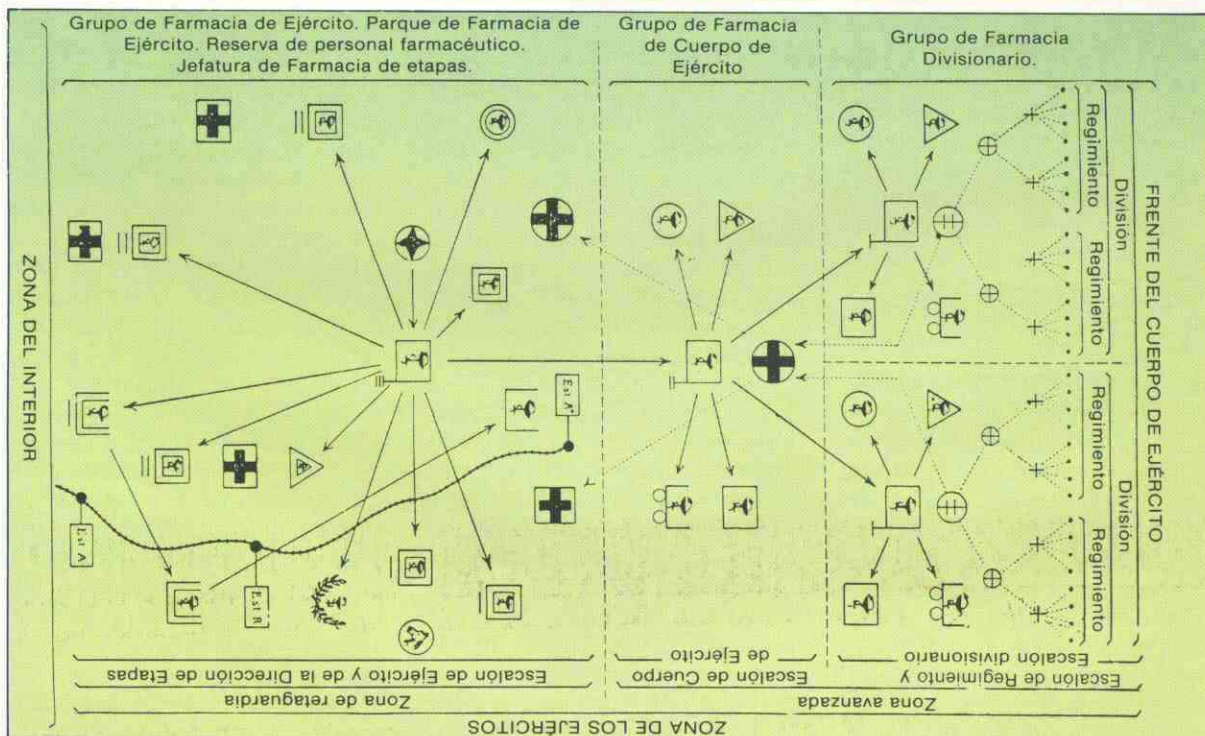 Grupo de Farmacia de Ejército. Parque de Farmacia de
Ejército. Reserva de personal farmacéutico.
Jefatura de Farmacia de etapas.
Grupo de Farmacia
de Cuerpo de
Ejército
Grupo de Farmacia
Divisionario.
ZONA DEL INTERIOR
Est A
Est R
Est A'
Regimiento
Regimiento
División
Regimiento
Regimiento
División
FRENTE DEL CUERPO DE EJÉRCITO
Escalón de Ejército y de la Dirección de Etapas
Zona de retaguardia
Escalón de Cuerpo
de Ejército
Escalón de Regimiento y
Escalón divisionario
Zona avanzada
ZONA DE LOS EJÉRCITOS